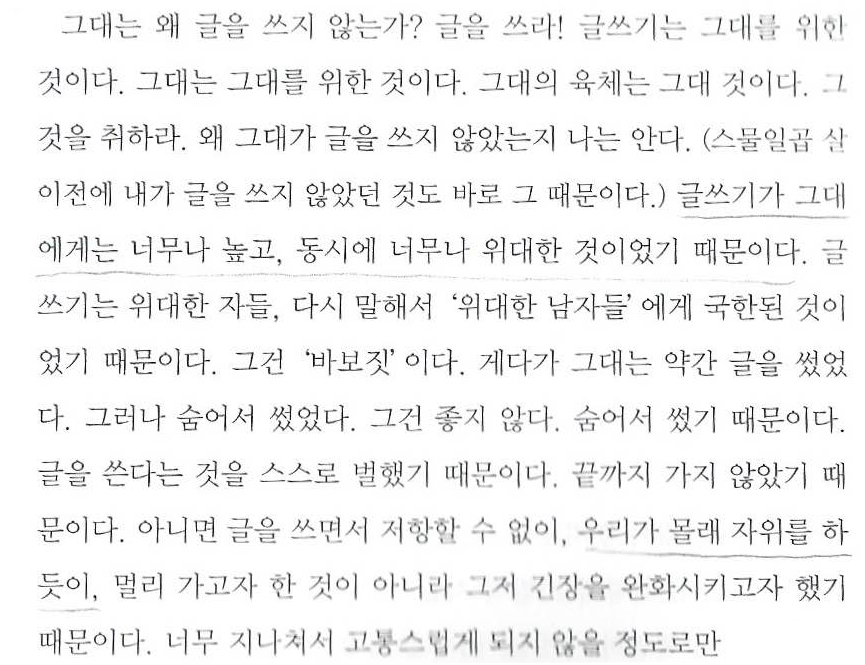 그대는 왜 글을 쓰지 않는가? 글을 쓰라! 글쓰기는 그대를 위한
것이다. 그대는 그대를 위한 것이다. 그대의 육체는 그대 것이다. 그
것을 취하라. 왜 그대가 글을 쓰지 않았는지 나는 안다. (스물일곱 살
이전에 내가 글을 쓰지 않았던 것도 바로 그 때문이다.) 글쓰기가 그대
에게는 너무나 높고, 동시에 너무나 위대한 것이었기 때문이다. 글
쓰기는 위대한 자들, 다시 말해서 ‘위대한 남자들’에게 국한된 것이
었기 때문이다. 그건 ‘바보짓’이다. 게다가 그대는 약간 글을 썼었
다. 그러나 숨어서 썼었다. 그건 좋지 않다. 숨어서 썼기 때문이다.
글을 쓴다는 것을 스스로 벌했기 때문이다. 끝까지 가지 않았기 때
문이다. 아니면 글을 쓰면서 저항할 수 없이, 우리가 몰래 자위를 하
듯이, 멀리 가고자 한 것이 아니라 그저 긴장을 완화시키고자 했기
때문이다. 너무 지나쳐서 고통스럽게 되지 않을 정도로만